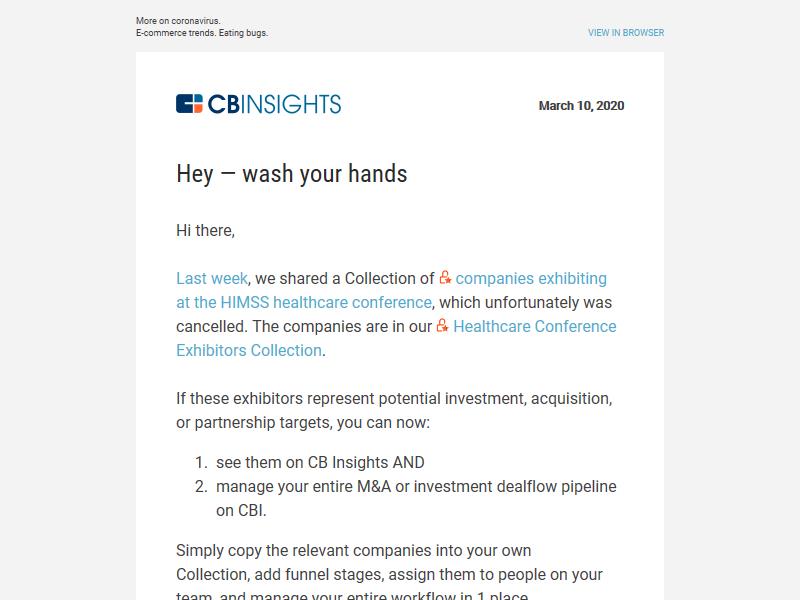 More on coronavirus.
E-commerce trends. Eating bugs.
VIEW IN BROWSER
CBINSIGHTS
March 10, 2020
Hey — wash your hands
Hi there,
Last week, we shared a Collection of companies exhibiting
at the HIMSS healthcare conference, which unfortunately was
cancelled. The companies are in our Healthcare Conference
Exhibitors Collection.
If these exhibitors represent potential investment, acquisition,
or partnership targets, you can now:
1. see them on CB Insights AND
2. manage your entire M&A or investment dealflow pipeline
on CBI.
Simply copy the relevant companies into your own
Collection, add funnel stages, assign them to people on your
team, and manage your entire workflow in 1 place.